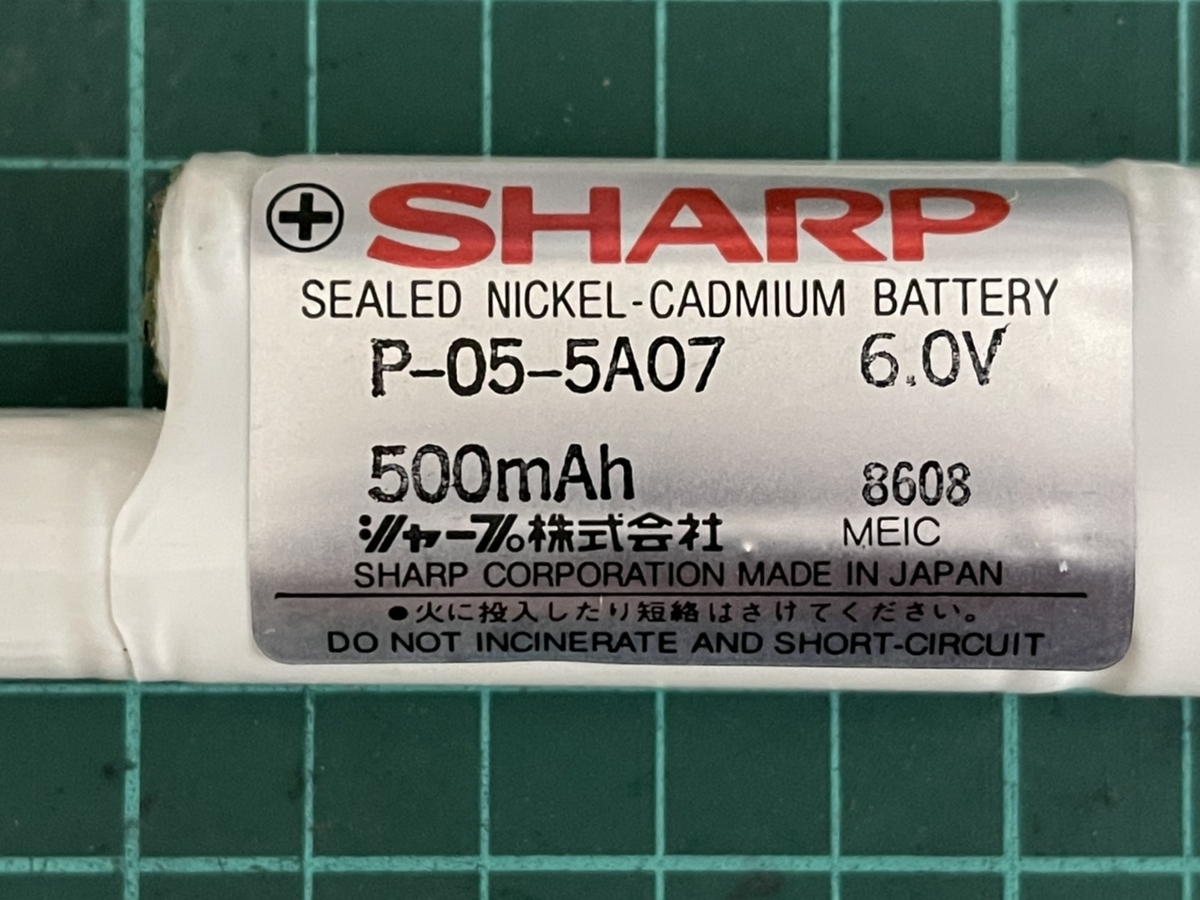 ⊕ SHARP
SEALED NICKEL-CADMIUM BATTERY
P-05-5A07 6.0V
500mAh 8608
シャープ株式会社 MEIC
SHARP CORPORATION MADE IN JAPAN
●火に投入したり短絡はさけてください。
DO NOT INCINERATE AND SHORT-CIRCUIT